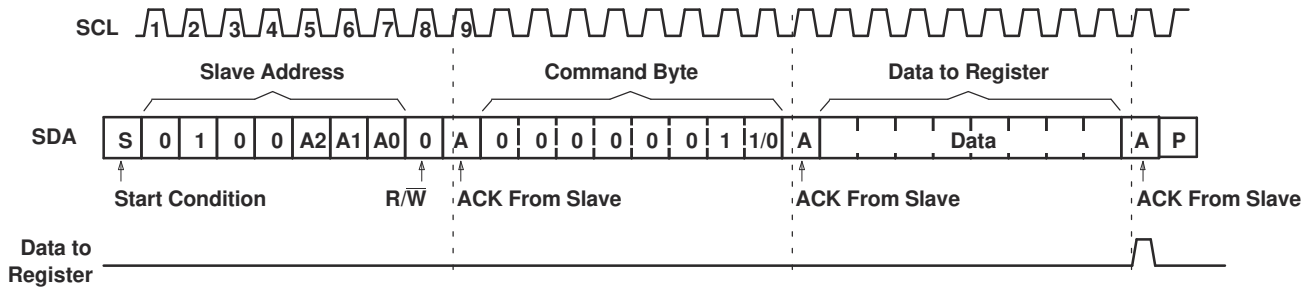 SCL 1 2 3 4 5 6 7 8 9
Slave Address Command Byte Data to Register
SDA S 0 1 0 0 A2 A1 A0 0 A 0 0 0 0 0 0 1 1/0 A Data A P
Start Condition R/W̅ ACK From Slave ACK From Slave ACK From Slave
Data to
Register